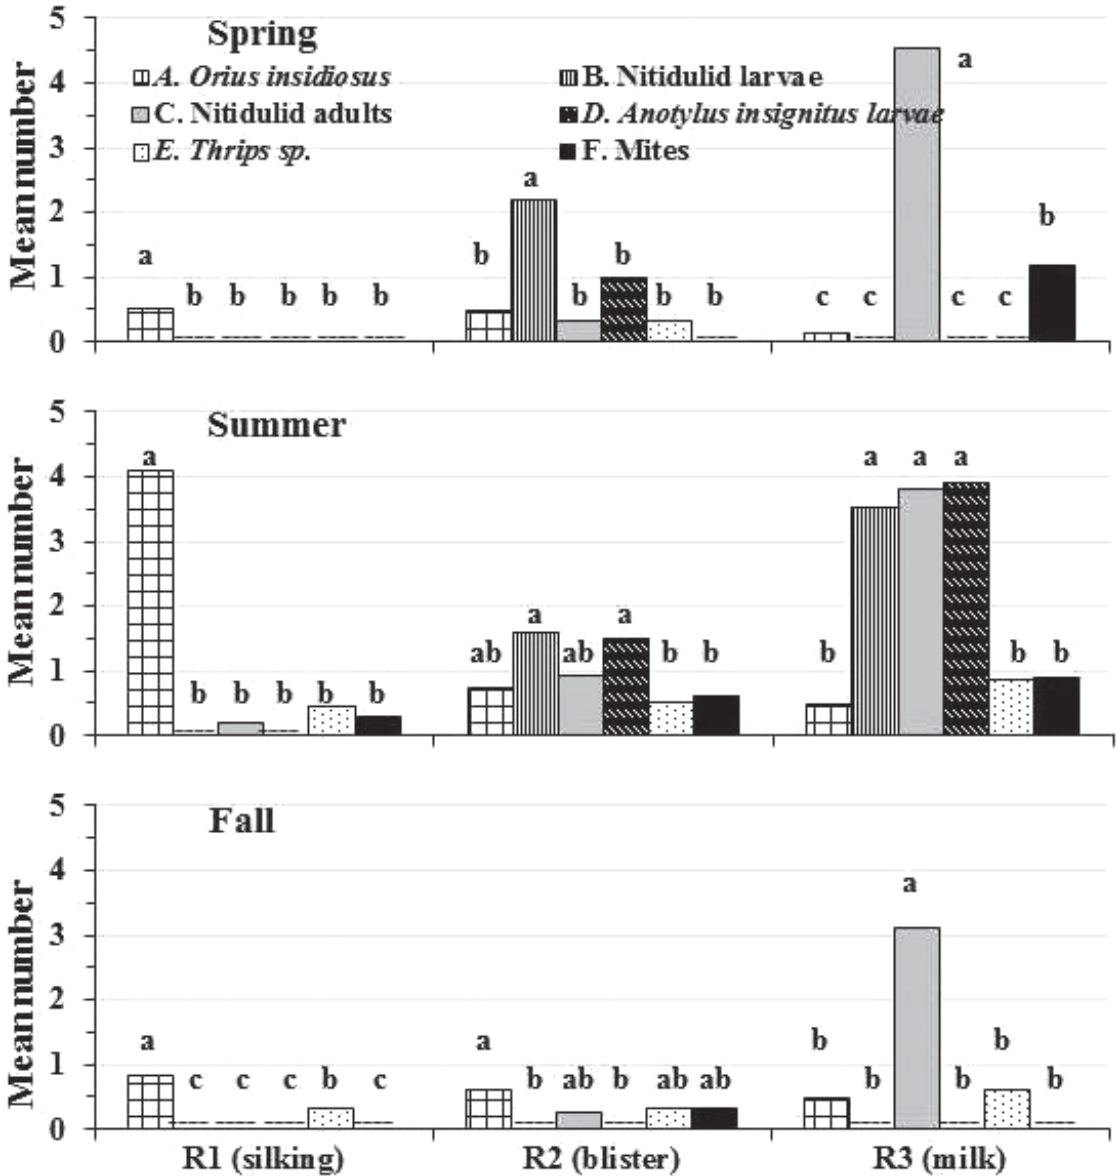 5
Spring
A. Orius insidiosus
B. Nitidulid larvae
a
4
C. Nitidulid adults
D. Anotylus insignitus larvae
E. Thrips sp.
F. Mites
3
a
2
b
a
b
b
1
b b b b b
b
b
b
c c
c c
0
Mean number
5
Summer
a
a a a
4
3
2
a
a
ab
ab
b
b
b
b
b
1
b b b b b
0
Mean number
5
Fall
4
a
3
2
a
a
b
b
1
c c c b c
b ab b ab ab
b
b
b
0
Mean number
R1 (silking)
R2 (blister)
R3 (milk)